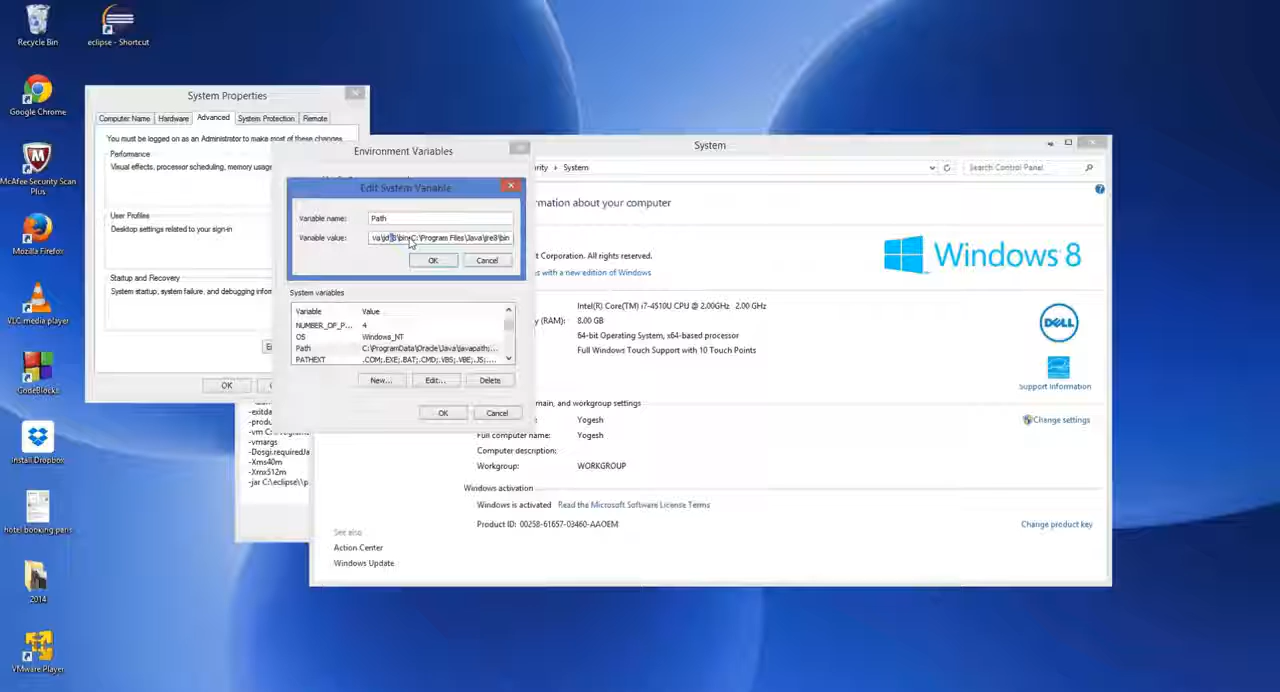 Recycle Bin
eclipse - Shortcut
Google Chrome
McAfee Security Scan
Plus
Mozilla Firefox
VLC media player
CodeBlocks
Install Dropbox
hotel booking paris
2014
VMware Player
System Properties
Computer Name
Hardware
Advanced
System Protection
Remote
You must be logged on as an Administrator to make most of these changes.
Performance
Visual effects, processor scheduling, memory usage
User Profiles
Desktop settings related to your sign-in
Startup and Recovery
System startup, system failure, and debugging infor
OK
-exitda
-produ
-vmargs
-Xms40m
-Xmx512m
Environment Variables
Edit System Variable
Variable name:
Path
Variable value:
\bin;C:\Program Files\Java\jre8\bin
OK
Cancel
System variables
Variable
Value
NUMBER_OF_P...
4
OS
Windows_NT
Path
C:\ProgramData\Oracle\Java\javapath;...
PATHEXT
.COM;.EXE;.BAT;.CMD;.VBS;.VBE;.JS;...
New...
Edit...
Delete
OK
Cancel
System
urity
System
Search Control Panel
rmation about your computer
Corporation. All rights reserved.
s with a new edition of Windows
Windows 8
Intel(R) Core(TM) i7-4510U CPU @ 2.00GHz 2.00 GHz
ry (RAM):
8.00 GB
64-bit Operating System, x64-based processor
Full Windows Touch Support with 10 Touch Points
DELL
Support Information
main, and workgroup settings
Yogesh
Change settings
Full computer name:
Yogesh
Computer description:
Workgroup:
WORKGROUP
Windows activation
Windows is activated
Read the Microsoft Software License Terms
Product ID: 00258-61657-03460-AAOEM
Change product key
See also
Action Center
Windows Update